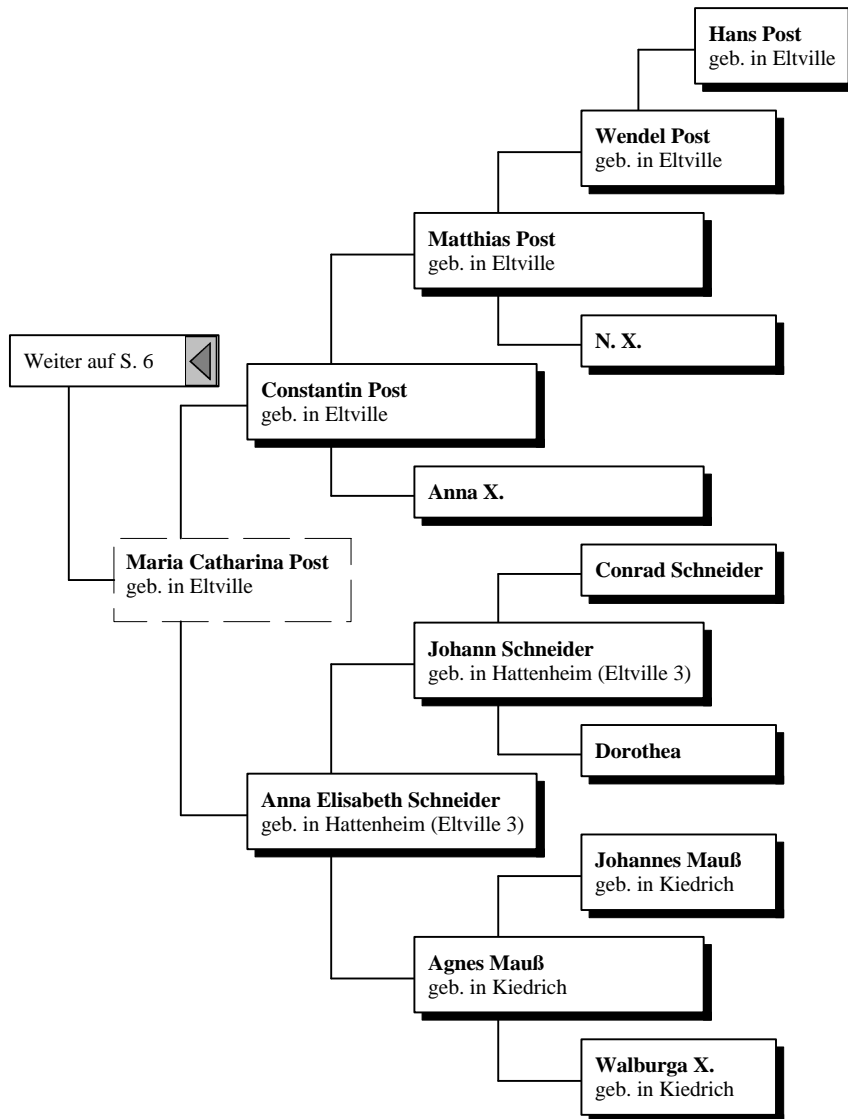 Hans Post
geb. in Eltville
Wendel Post
geb. in Eltville
Matthias Post
geb. in Eltville
N. X.
Weiter auf S. 6
Constantin Post
geb. in Eltville
Anna X.
Maria Catharina Post
geb. in Eltville
Conrad Schneider
Johann Schneider
geb. in Hattenheim (Eltville 3)
Dorothea
Anna Elisabeth Schneider
geb. in Hattenheim (Eltville 3)
Johannes Mauß
geb. in Kiedrich
Agnes Mauß
geb. in Kiedrich
Walburga X.
geb. in Kiedrich